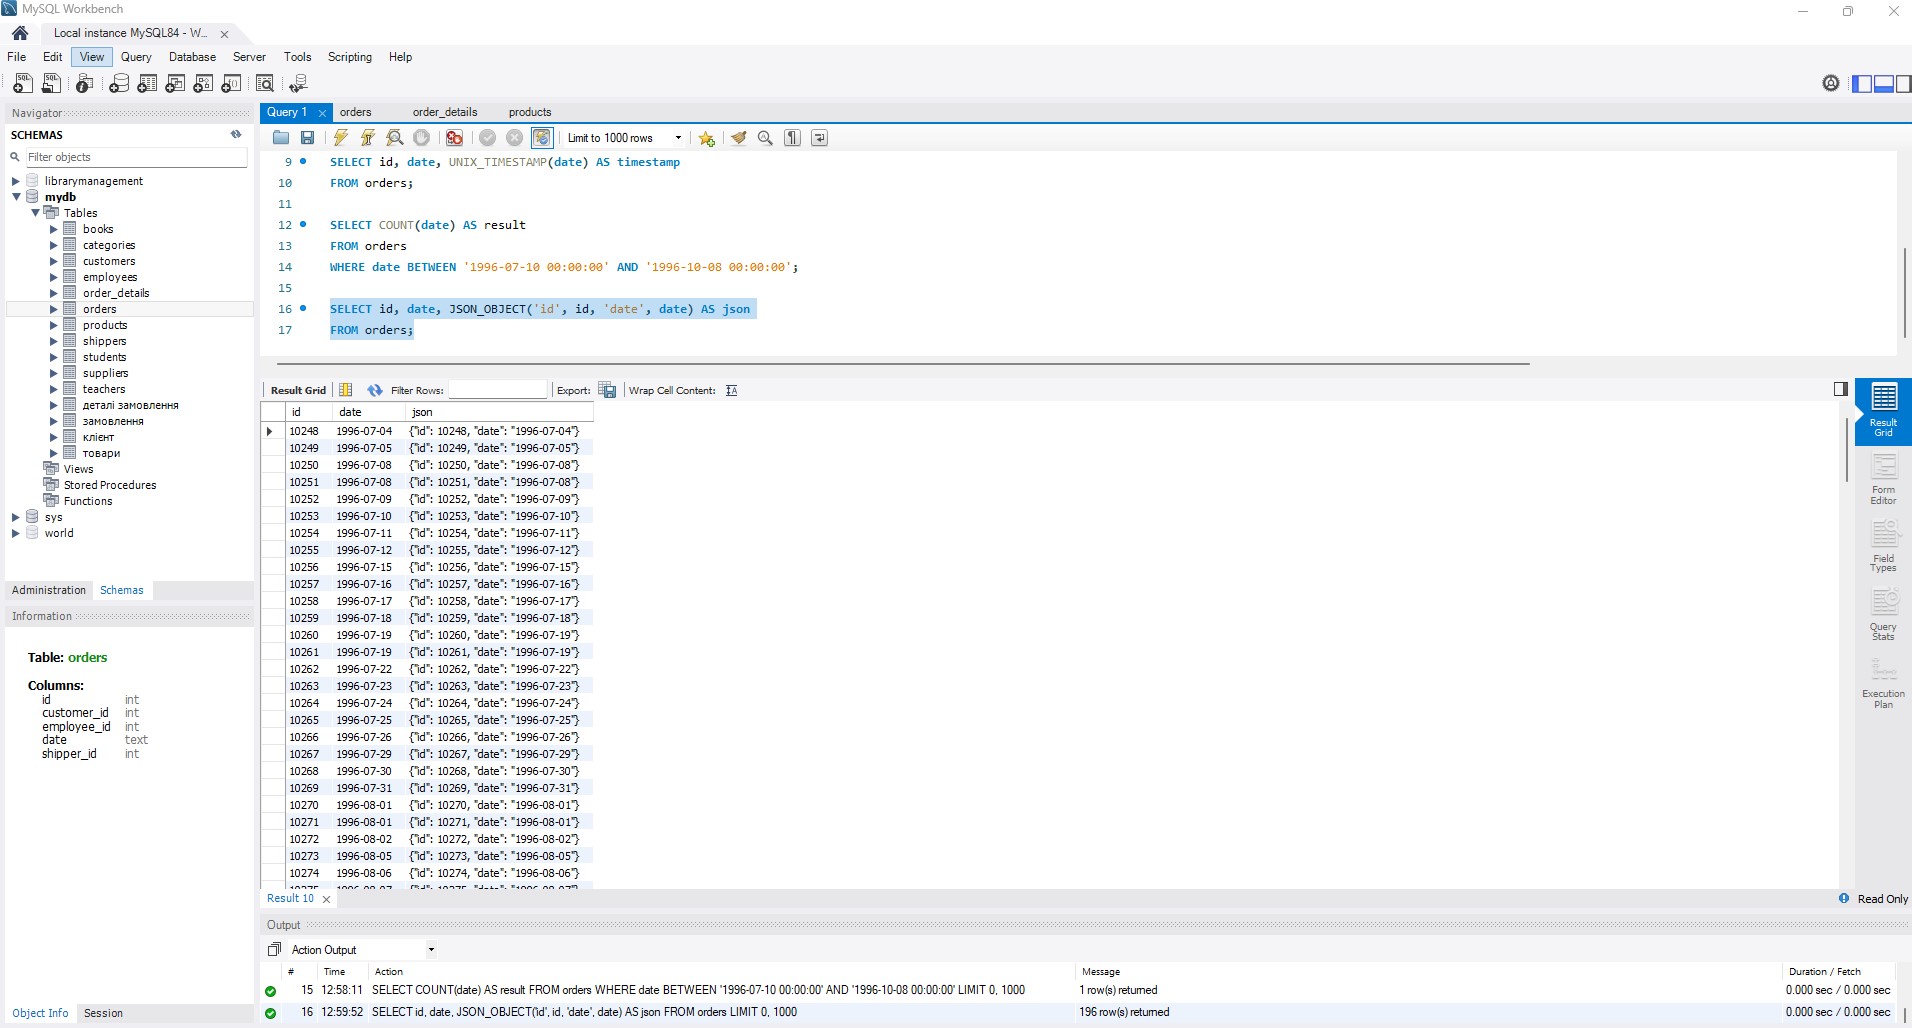 MySQL Workbench
Local instance MySQL84 - W...
File Edit View Query Database Server Tools Scripting Help
Navigator
SCHEMAS
Filter objects
librarymanagement
mydb
Tables
books
categories
customers
employees
order_details
orders
products
shippers
students
suppliers
teachers
деталі замовлення
замовлення
клієнт
товари
Views
Stored Procedures
Functions
sys
world
Administration Schemas
Information
Table: orders
Columns:
id int
customer_id int
employee_id int
date text
shipper_id int
Object Info Session
Query 1 orders order_details products
Limit to 1000 rows
9 SELECT id, date, UNIX_TIMESTAMP(date) AS timestamp
10 FROM orders;
11
12 SELECT COUNT(date) AS result
13 FROM orders
14 WHERE date BETWEEN '1996-07-10 00:00:00' AND '1996-10-08 00:00:00';
15
16 SELECT id, date, JSON_OBJECT('id', id, 'date', date) AS json
17 FROM orders;
Result Grid Filter Rows: Export: Wrap Cell Content:
id date json
10248 1996-07-04 {"id": 10248, "date": "1996-07-04"}
10249 1996-07-05 {"id": 10249, "date": "1996-07-05"}
10250 1996-07-08 {"id": 10250, "date": "1996-07-08"}
10251 1996-07-08 {"id": 10251, "date": "1996-07-08"}
10252 1996-07-09 {"id": 10252, "date": "1996-07-09"}
10253 1996-07-10 {"id": 10253, "date": "1996-07-10"}
10254 1996-07-11 {"id": 10254, "date": "1996-07-11"}
10255 1996-07-12 {"id": 10255, "date": "1996-07-12"}
10256 1996-07-15 {"id": 10256, "date": "1996-07-15"}
10257 1996-07-16 {"id": 10257, "date": "1996-07-16"}
10258 1996-07-17 {"id": 10258, "date": "1996-07-17"}
10259 1996-07-18 {"id": 10259, "date": "1996-07-18"}
10260 1996-07-19 {"id": 10260, "date": "1996-07-19"}
10261 1996-07-19 {"id": 10261, "date": "1996-07-19"}
10262 1996-07-22 {"id": 10262, "date": "1996-07-22"}
10263 1996-07-23 {"id": 10263, "date": "1996-07-23"}
10264 1996-07-24 {"id": 10264, "date": "1996-07-24"}
10265 1996-07-25 {"id": 10265, "date": "1996-07-25"}
10266 1996-07-26 {"id": 10266, "date": "1996-07-26"}
10267 1996-07-29 {"id": 10267, "date": "1996-07-29"}
10268 1996-07-30 {"id": 10268, "date": "1996-07-30"}
10269 1996-07-31 {"id": 10269, "date": "1996-07-31"}
10270 1996-08-01 {"id": 10270, "date": "1996-08-01"}
10271 1996-08-01 {"id": 10271, "date": "1996-08-01"}
10272 1996-08-02 {"id": 10272, "date": "1996-08-02"}
10273 1996-08-05 {"id": 10273, "date": "1996-08-05"}
10274 1996-08-06 {"id": 10274, "date": "1996-08-06"}
Result Grid
Form Editor
Field Types
Query Stats
Execution Plan
Result 10 Read Only
Output
Action Output
# Time Action Message Duration / Fetch
15 12:58:11 SELECT COUNT(date) AS result FROM orders WHERE date BETWEEN '1996-07-10 00:00:00' AND '1996-10-08 00:00:00' LIMIT 0, 1000 1 row(s) returned 0.000 sec / 0.000 sec
16 12:59:52 SELECT id, date, JSON_OBJECT('id', id, 'date', date) AS json FROM orders LIMIT 0, 1000 196 row(s) returned 0.000 sec / 0.000 sec